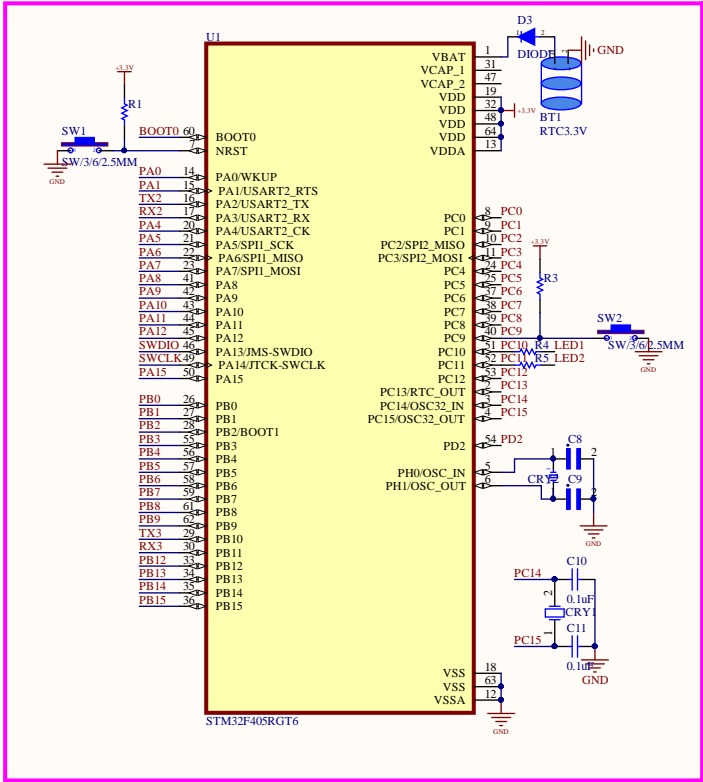 U1
D3
DIODE
1
2
GND
BT1
RTC3.3V
+3.3V
R1
SW1
SW/3/6/2.5MM
GND
BOOT0 60 BOOT0
7 NRST
PA0 14 PA0/WKUP
PA1 15 PA1/USART2_RTS
TX2 16 PA2/USART2_TX
RX2 17 PA3/USART2_RX
PA4 20 PA4/USART2_CK
PA5 21 PA5/SPI1_SCK
PA6 22 PA6/SPI1_MISO
PA7 23 PA7/SPI1_MOSI
PA8 41 PA8
PA9 42 PA9
PA10 43 PA10
PA11 44 PA11
PA12 45 PA12
SWDIO 46 PA13/JMS-SWDIO
SWCLK 49 PA14/JTCK-SWCLK
PA15 50 PA15
PB0 26 PB0
PB1 27 PB1
PB2 28 PB2/BOOT1
PB3 55 PB3
PB4 56 PB4
PB5 57 PB5
PB6 58 PB6
PB7 59 PB7
PB8 61 PB8
PB9 62 PB9
TX3 29 PB10
RX3 30 PB11
PB12 33 PB12
PB13 34 PB13
PB14 35 PB14
PB15 36 PB15
VBAT 1
VCAP_1 31
VCAP_2 47
VDD 19
VDD 32 +3.3V
VDD 48
VDD 64
VDDA 13
PC0 8 PC0
PC1 9 PC1
PC2/SPI2_MISO 10 PC2
PC3/SPI2_MOSI 11 PC3
PC4 24 PC4
PC5 25 PC5
PC6 37 PC6
PC7 38 PC7
PC8 39 PC8
PC9 40 PC9
PC10 51 PC10 R4 LED1
PC11 52 PC11 R5 LED2
PC12 53 PC12
PC13/RTC_OUT 2 PC13
PC14/OSC32_IN 3 PC14
PC15/OSC32_OUT 4 PC15
PD2 54 PD2
PH0/OSC_IN 5
PH1/OSC_OUT 6
+3.3V
R3
SW2
SW/3/6/2.5MM
GND
C8
1 2
C9
2
GND
PC14
C10
0.1uF
2
CRY1
1
PC15
C11
0.1uF
GND
VSS 18
VSS 63
VSSA 12
GND
STM32F405RGT6